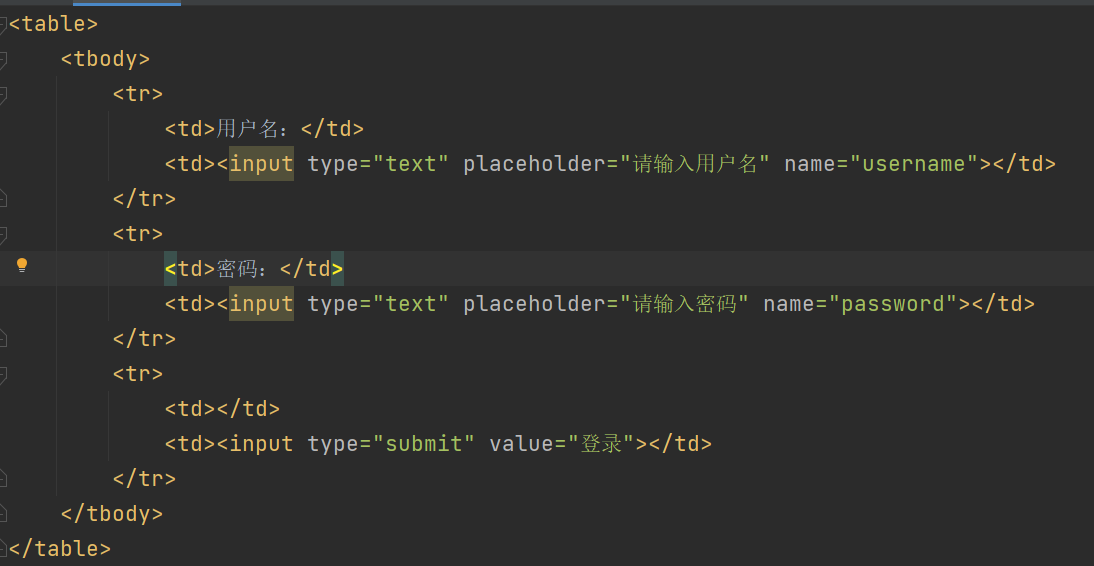 <table>
<tbody>
<tr>
<td>用户名：</td>
<td><input type="text" placeholder="请输入用户名" name="username"></td>
</tr>
<tr>
<td>密码：</td>
<td><input type="text" placeholder="请输入密码" name="password"></td>
</tr>
<tr>
<td></td>
<td><input type="submit" value="登录"></td>
</tr>
</tbody>
</table>